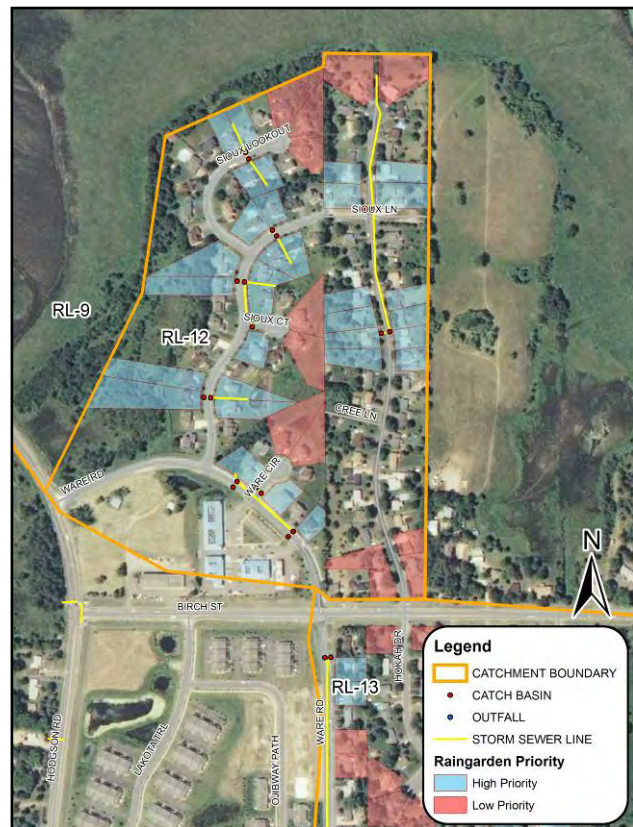 SIOUX LOOKOUT
SIOUX LN
RL-9
RL-12
SIOUX CT
CREE LN
WARE RD
WARE CIR
N
BIRCH ST
Legend
CATCHMENT BOUNDARY
CATCH BASIN
OUTFALL
STORM SEWER LINE
Raingarden Priority
High Priority
Low Priority
RL-13
HOKAH DR
WARE RD
HODGSON RD
LAKOTA TRL
OJIBWAY PATH